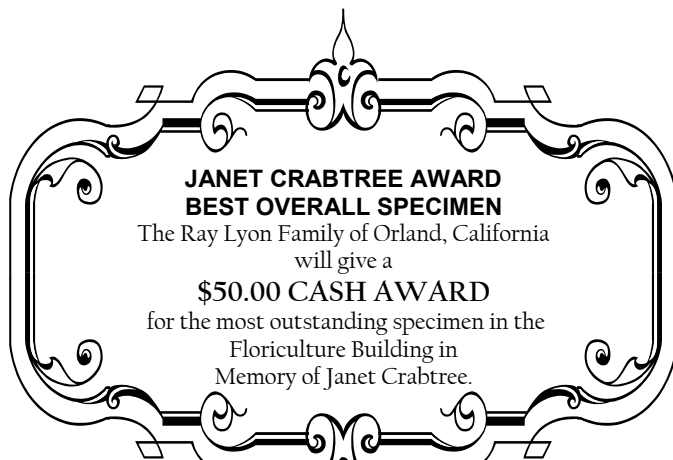 JANET CRABTREE AWARD
BEST OVERALL SPECIMEN
The Ray Lyon Family of Orland, California
will give a
$50.00 CASH AWARD
for the most outstanding specimen in the
Floriculture Building in
Memory of Janet Crabtree.